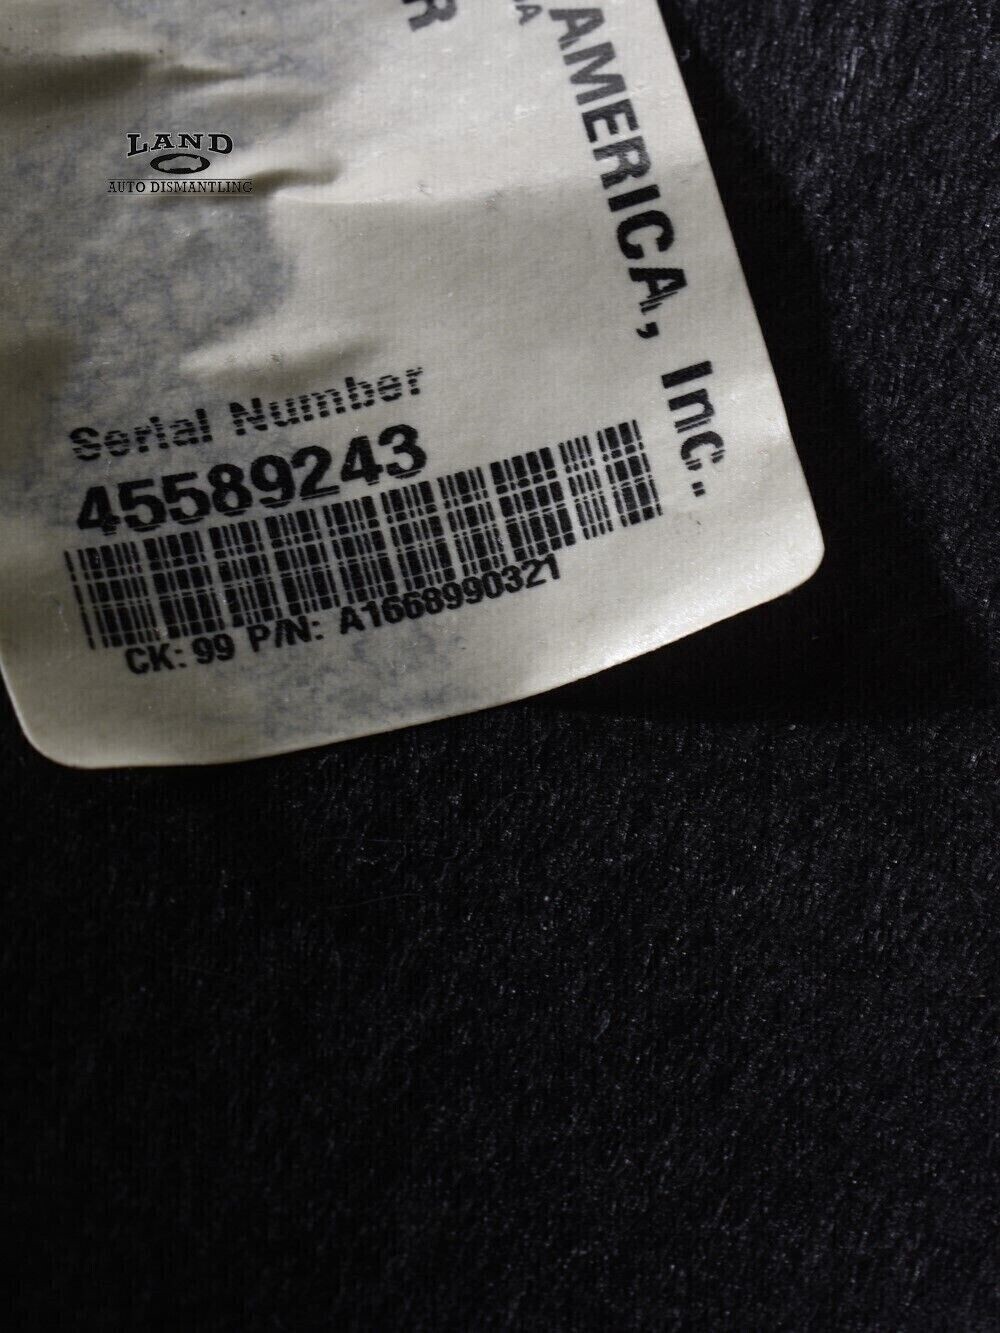 LAND
AUTO DISMANTLING
AMERICA, Inc.
Serial Number
45589243
CK: 99 P/N: A1668990321